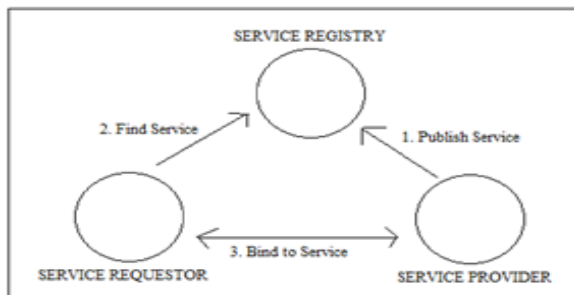 SERVICE REGISTRY
2. Find Service
1. Publish Service
3. Bind to Service
SERVICE REQUESTOR
SERVICE PROVIDER